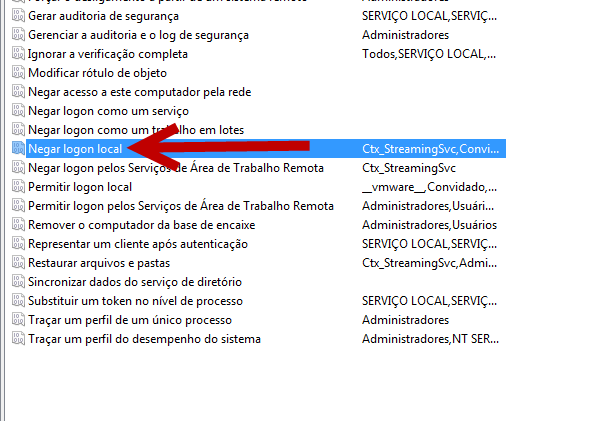 Gerar auditoria de segurança SERVIÇO LOCAL,SERVIÇ...
Gerenciar a auditoria e o log de segurança Administradores
Ignorar a verificação completa Todos,SERVIÇO LOCAL,...
Modificar rótulo de objeto
Negar acesso a este computador pela rede
Negar logon como um serviço
Negar logon como um trabalho em lotes
Negar logon local Ctx_StreamingSvc,Convi...
Negar logon pelos Serviços de Área de Trabalho Remota Ctx_StreamingSvc
Permitir logon local __vmware__,Convidado,...
Permitir logon pelos Serviços de Área de Trabalho Remota Administradores,Usuári...
Remover o computador da base de encaixe Administradores,Usuários
Representar um cliente após autenticação SERVIÇO LOCAL,SERVIÇ...
Restaurar arquivos e pastas Ctx_StreamingSvc,Admi...
Sincronizar dados do serviço de diretório
Substituir um token no nível de processo SERVIÇO LOCAL,SERVIÇ...
Traçar um perfil de um único processo Administradores
Traçar um perfil do desempenho do sistema Administradores,NT SER...